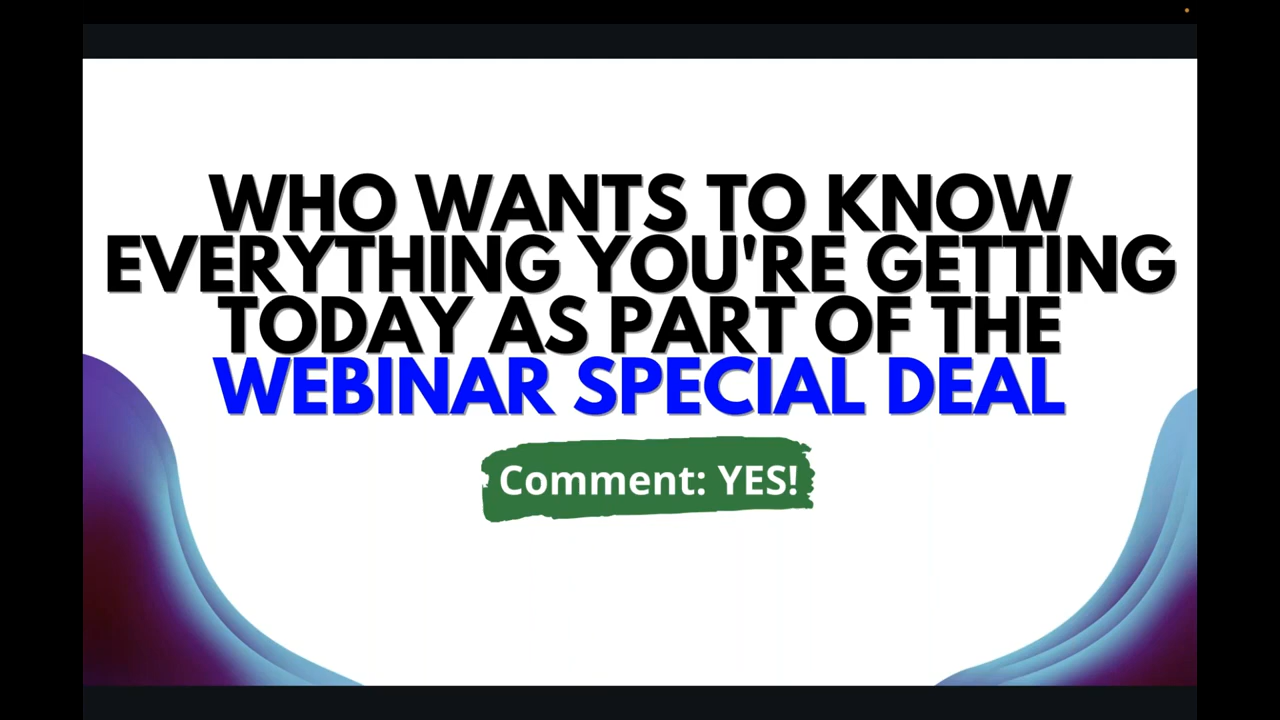 WHO WANTS TO KNOW
EVERYTHING YOU'RE GETTING
TODAY AS PART OF THE
WEBINAR SPECIAL DEAL
Comment: YES!